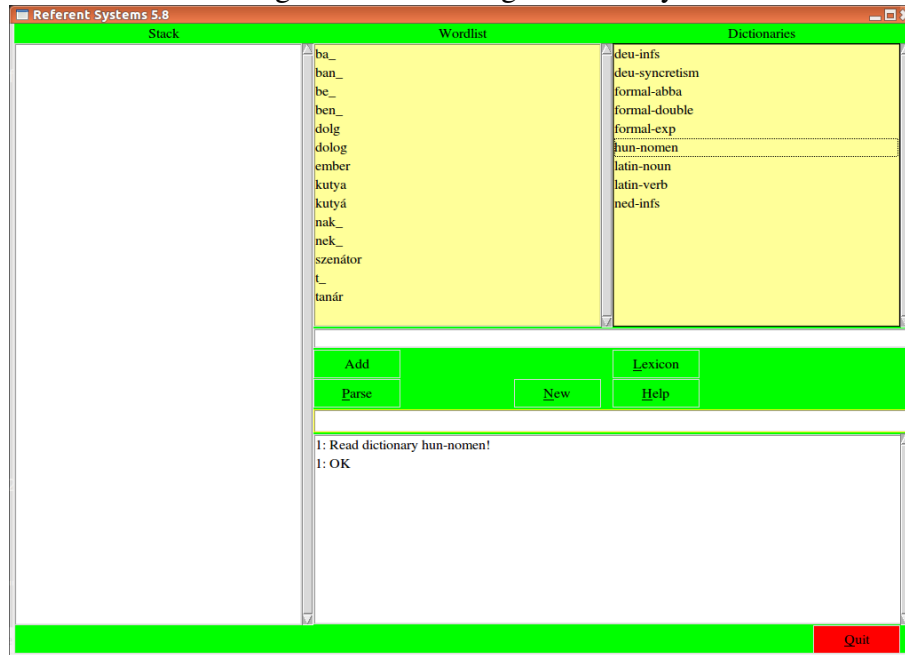 Referent Systems 5.8
Stack
Wordlist
Dictionaries
ba_
ban_
be_
ben_
dolg
dolog
ember
kutya
kutyá
nak_
nek_
szenátor
t_
tanár
deu-infs
deu-syncretism
formal-abba
formal-double
formal-exp
hun-nomen
latin-noun
latin-verb
ned-infs
Add
Lexicon
Parse
New
Help
1: Read dictionary hun-nomen!
1: OK
Quit